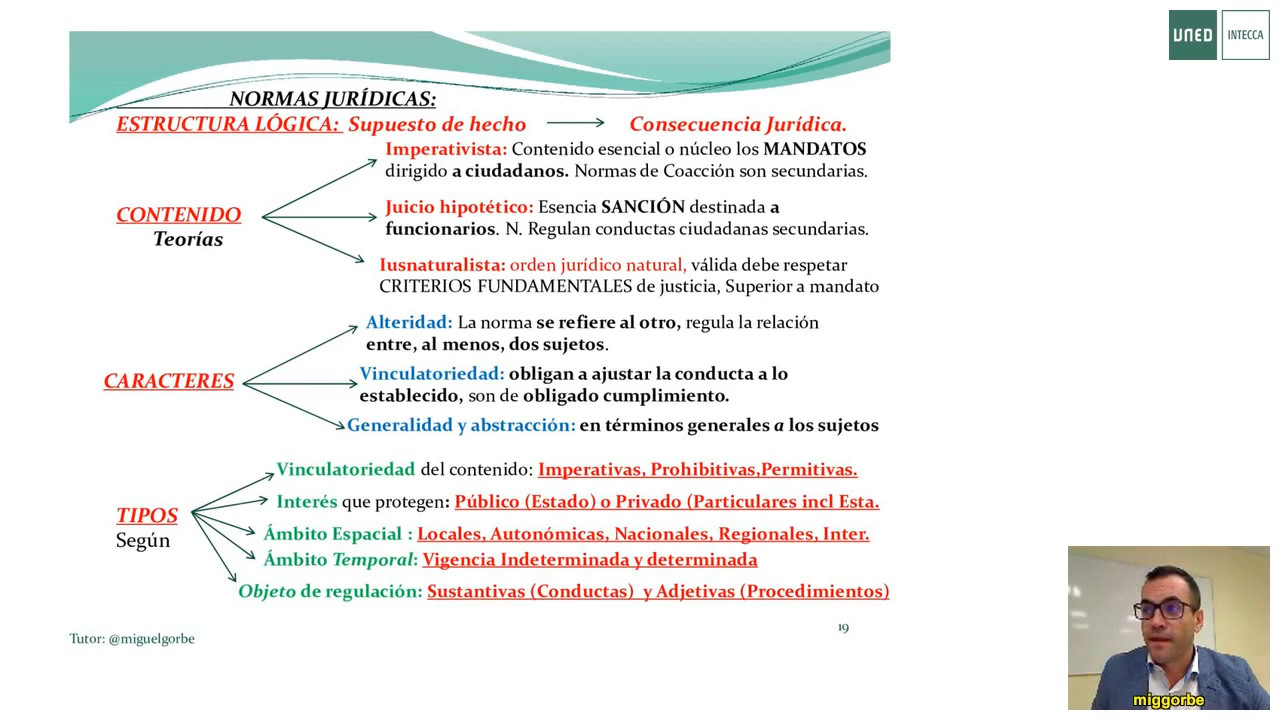 UNED INTECCA
NORMAS JURÍDICAS:
ESTRUCTURA LÓGICA: Supuesto de hecho Consecuencia Jurídica.
Imperativista: Contenido esencial o núcleo los MANDATOS
dirigido a ciudadanos. Normas de Coacción son secundarias.
CONTENIDO
Teorías
Juicio hipotético: Esencia SANCIÓN destinada a
funcionarios. N. Regulan conductas ciudadanas secundarias.
Iusnaturalista: orden jurídico natural, válida debe respetar
CRITERIOS FUNDAMENTALES de justicia, Superior a mandato
CARACTERES
Alteridad: La norma se refiere al otro, regula la relación
entre, al menos, dos sujetos.
Vinculatoriedad: obligan a ajustar la conducta a lo
establecido, son de obligado cumplimiento.
Generalidad y abstracción: en términos generales a los sujetos
TIPOS
Según
Vinculatoriedad del contenido: Imperativas, Prohibitivas,Permitivas.
Interés que protegen: Público (Estado) o Privado (Particulares incl Esta.
Ámbito Espacial : Locales, Autonómicas, Nacionales, Regionales, Inter.
Ámbito Temporal: Vigencia Indeterminada y determinada
Objeto de regulación: Sustantivas (Conductas) y Adjetivas (Procedimientos)
Tutor: @miguelgorbe
19
miggorbe